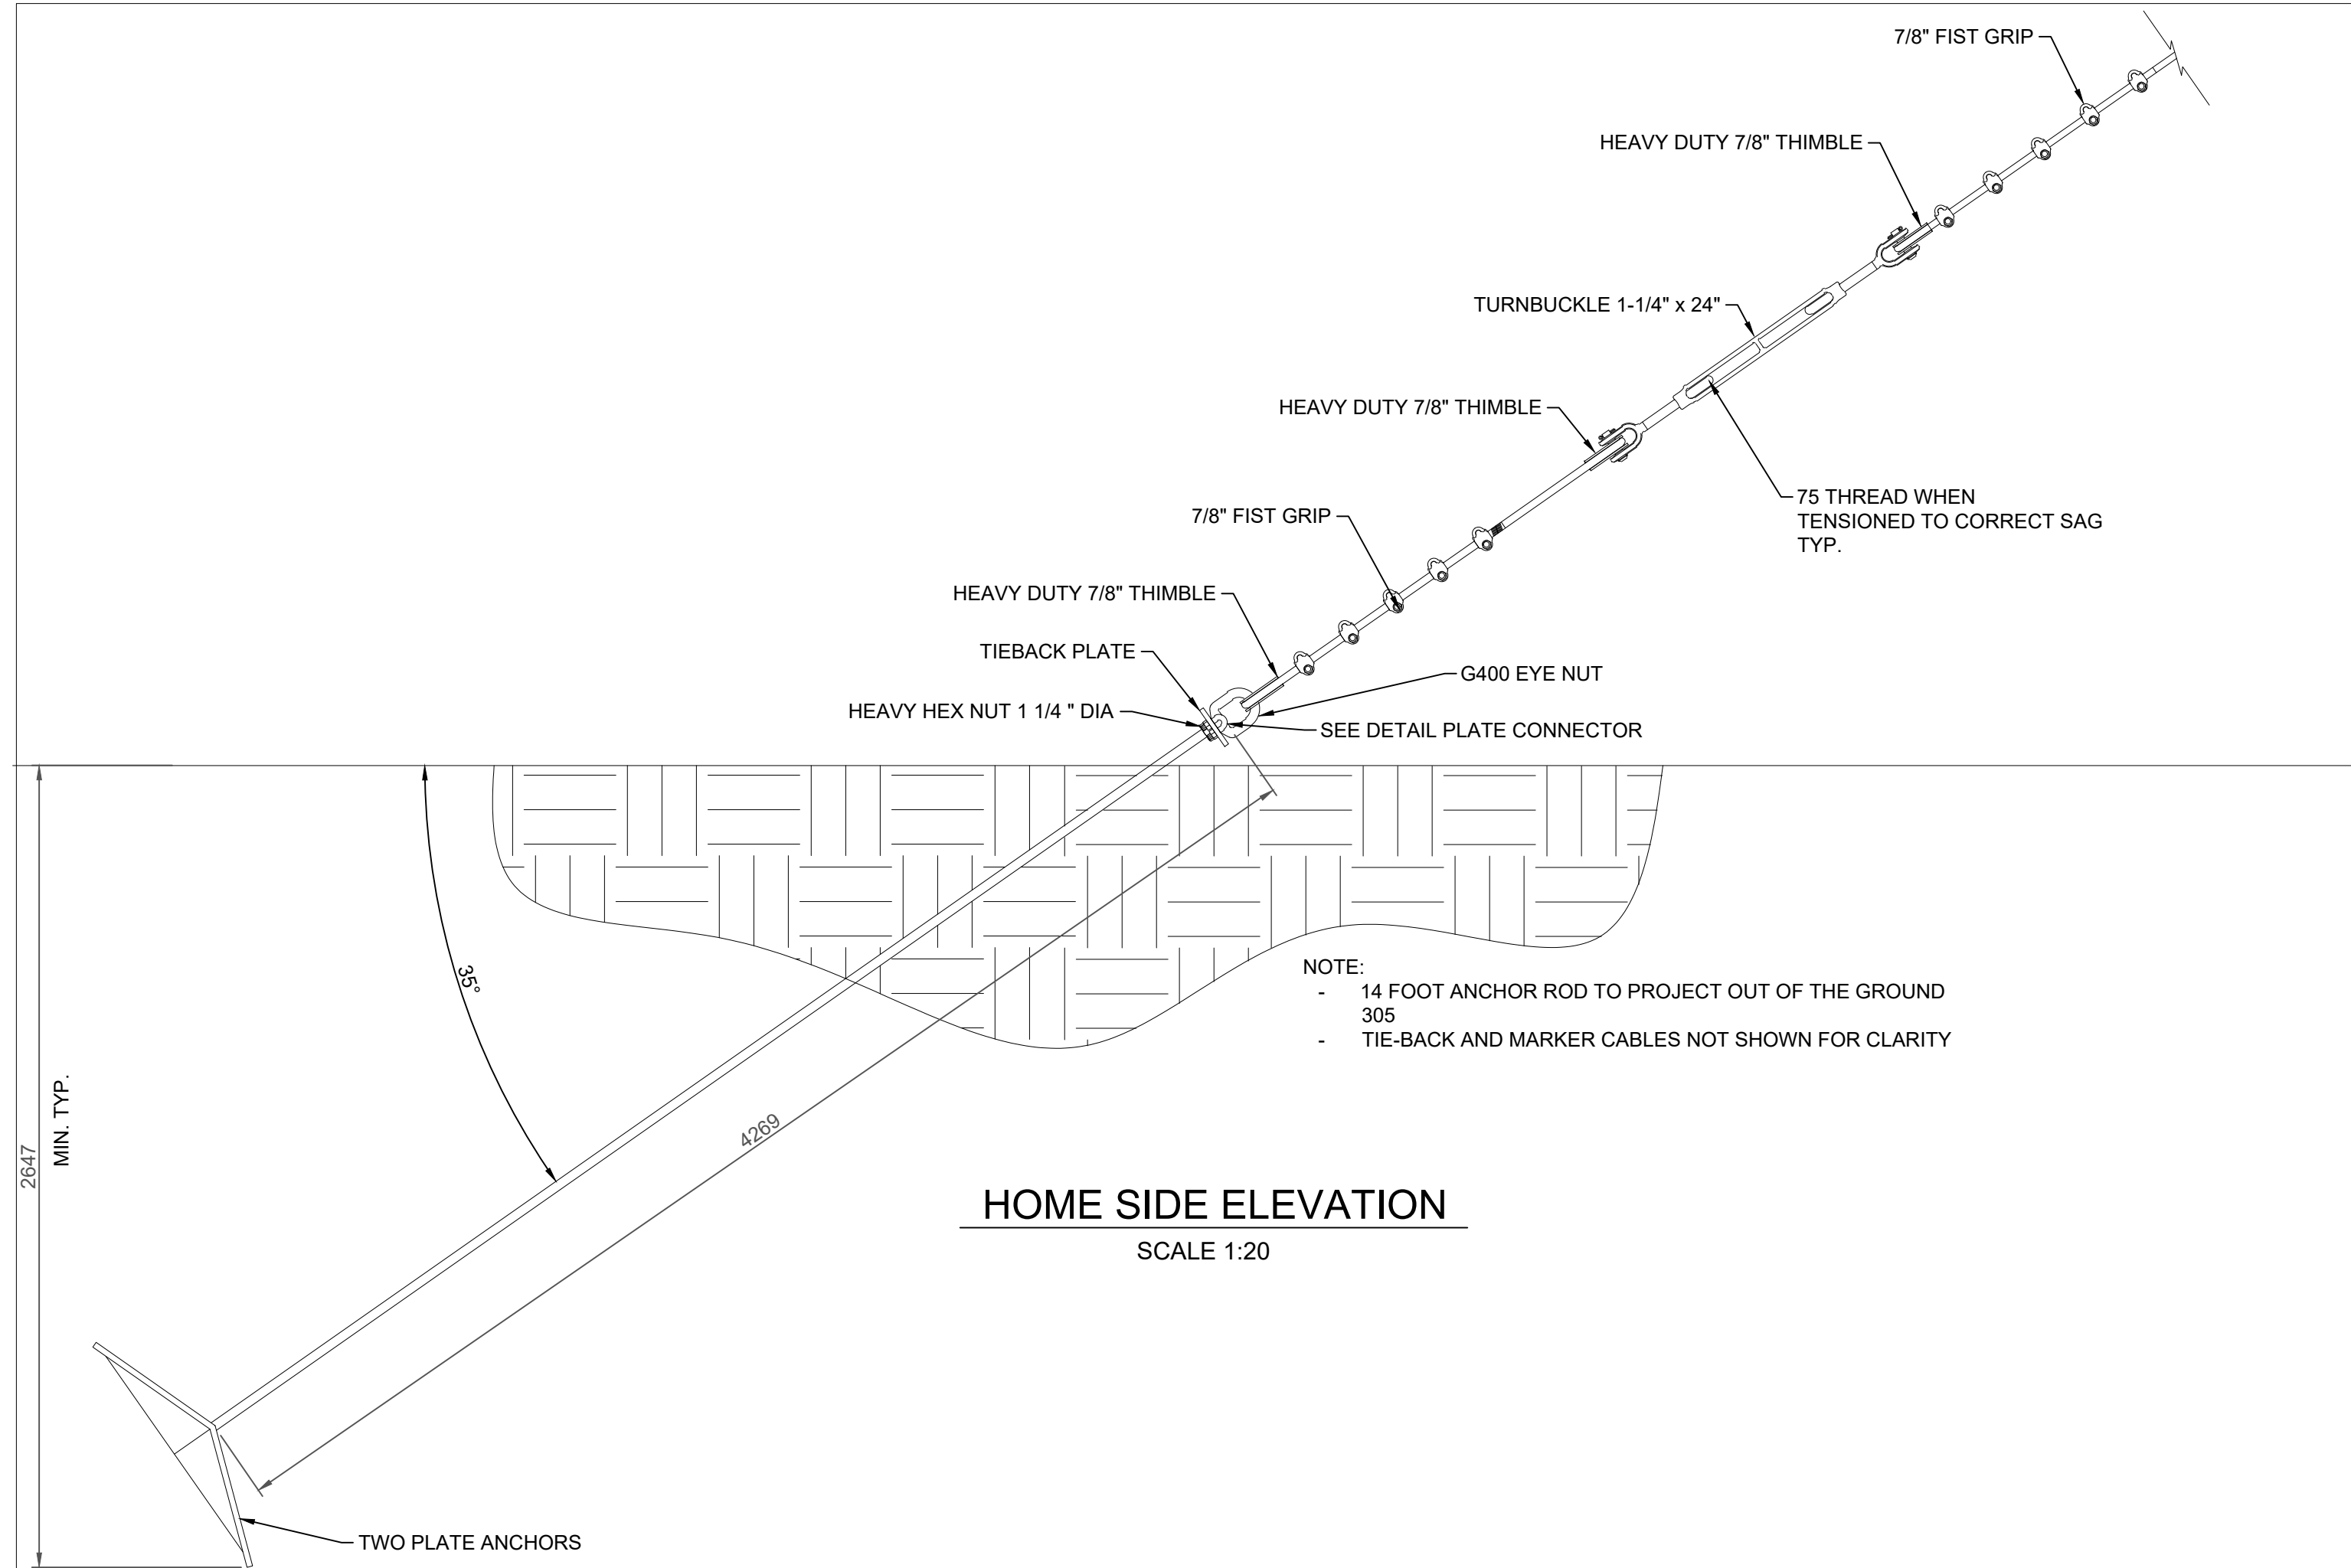 7/8" FIST GRIP
HEAVY DUTY 7/8" THIMBLE
TURNBUCKLE 1-1/4" x 24"
HEAVY DUTY 7/8" THIMBLE
75 THREAD WHEN
TENSIONED TO CORRECT SAG
TYP.
7/8" FIST GRIP
HEAVY DUTY 7/8" THIMBLE
TIEBACK PLATE
G400 EYE NUT
HEAVY HEX NUT 1 1/4 " DIA
SEE DETAIL PLATE CONNECTOR
35°
NOTE:
- 14 FOOT ANCHOR ROD TO PROJECT OUT OF THE GROUND
305
- TIE-BACK AND MARKER CABLES NOT SHOWN FOR CLARITY
2647
MIN. TYP.
4269
HOME SIDE ELEVATION
SCALE 1:20
TWO PLATE ANCHORS